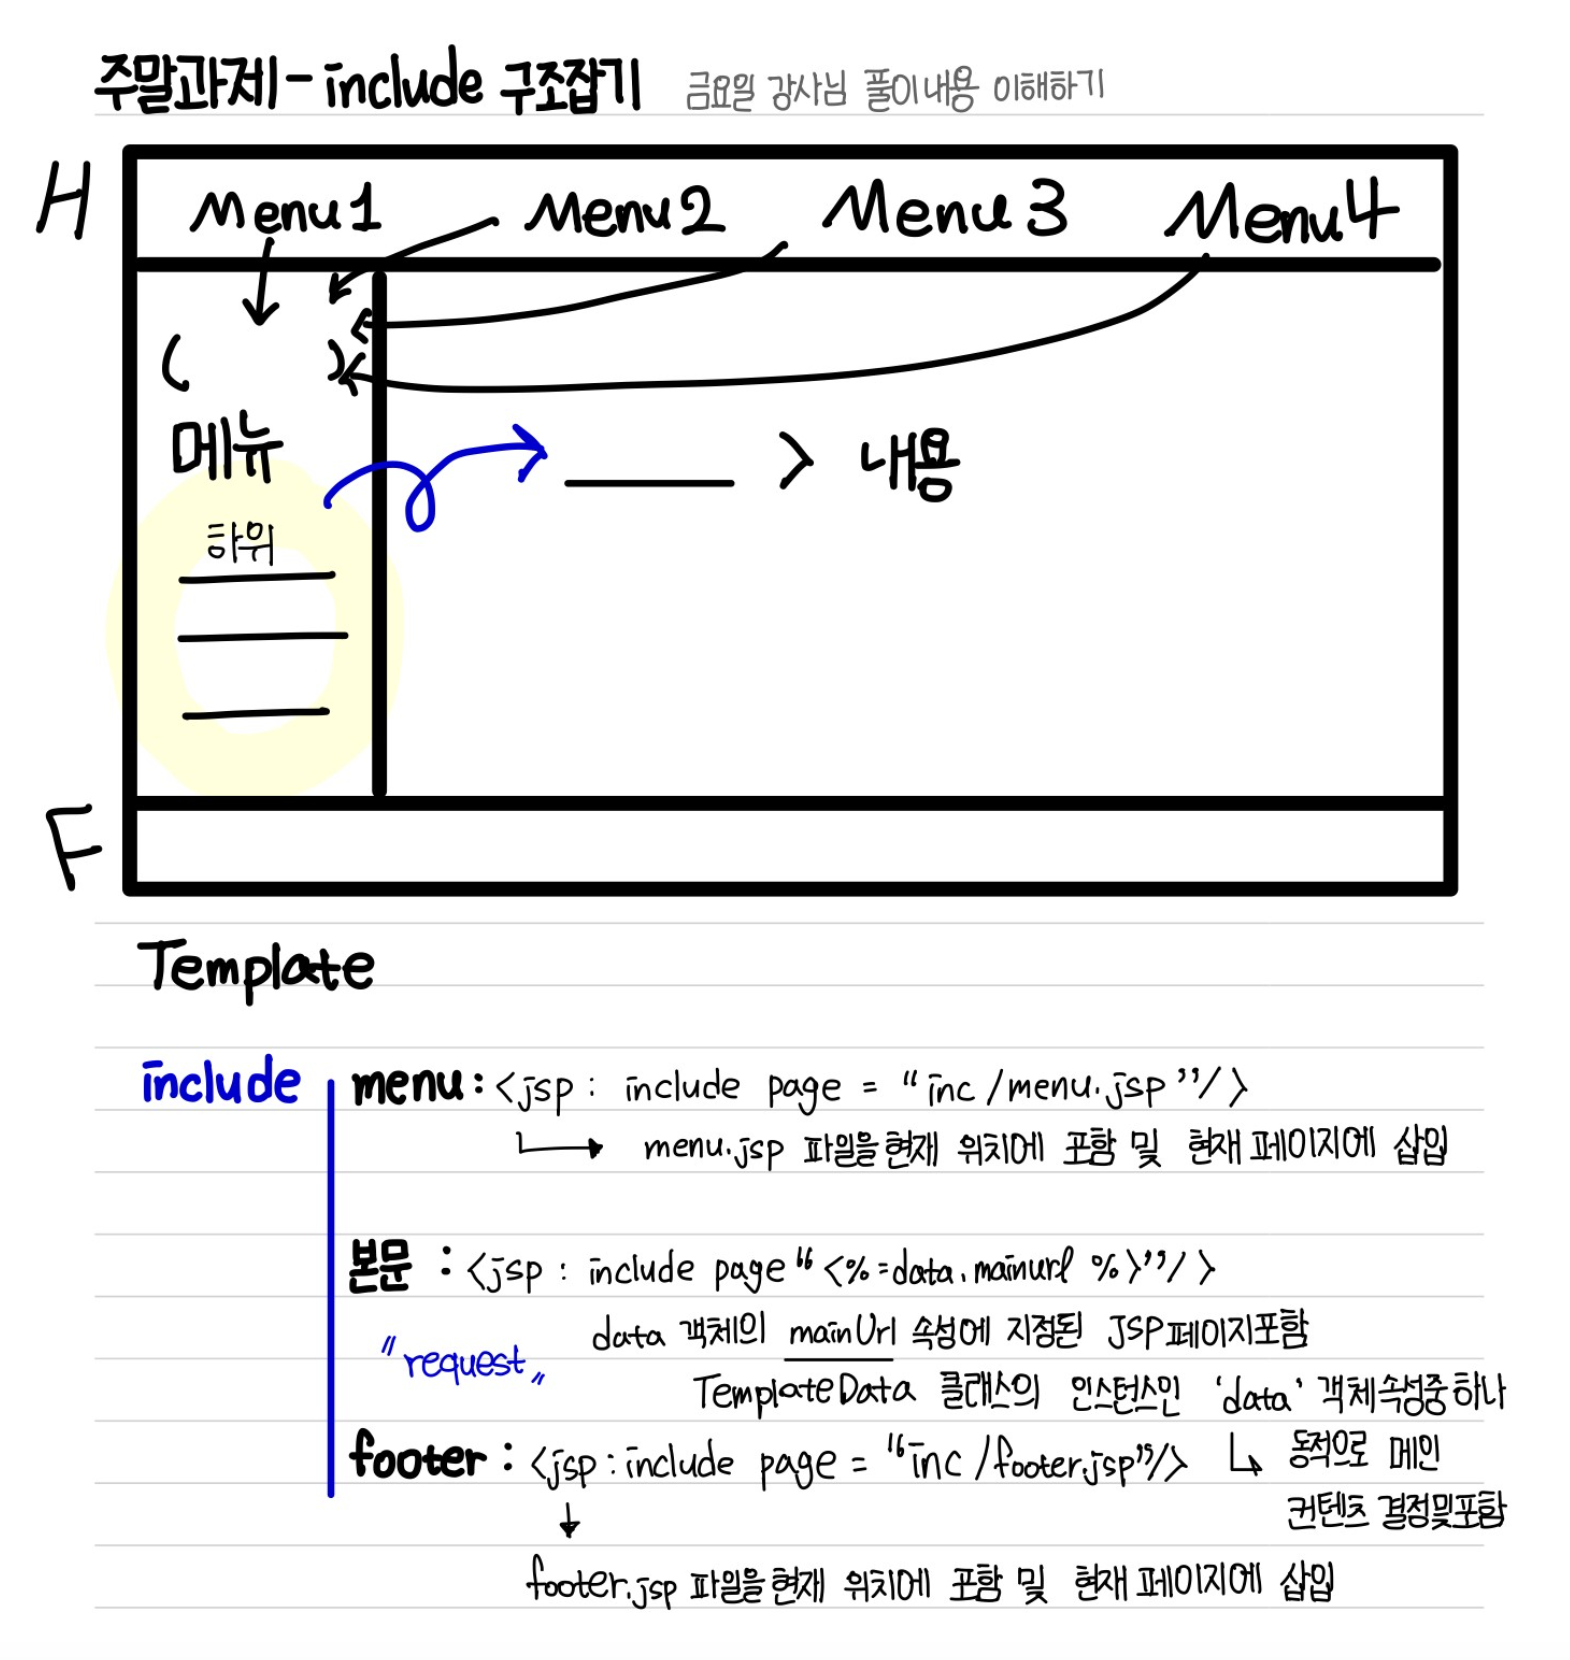 주말과제 - include 구조잡기 금요일 강사님 풀이내용 이해하기
H
Menu1 Menu2 Menu3 Menu4
( )
메뉴
하위
> 내용
F
Template
include
menu : <jsp : include page = "inc /menu.jsp"/>
menu.jsp 파일을 현재 위치에 포함 및 현재 페이지에 삽입
본문 : <jsp : include page "<%=data.mainurl %>"/>
data 객체의 mainUrl 속성에 지정된 JSP페이지포함
"request"
TemplateData 클래스의 인스턴스인 'data' 객체속성중하나
footer : <jsp : include page = "inc /footer.jsp"/>
동적으로 메인
컨텐츠 결정및포함
footer.jsp 파일을 현재 위치에 포함 및 현재 페이지에 삽입